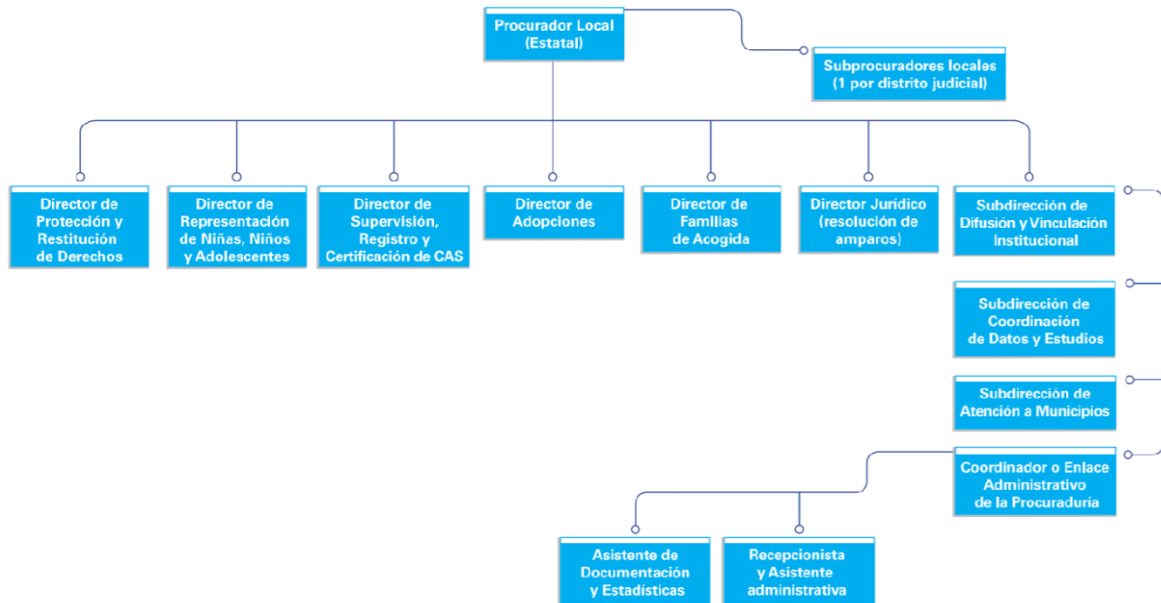 Procurador Local
(Estatal)
Subprocuradores locales
(1 por distrito judicial)
Director de
Protección y
Restitución
de Derechos
Director de
Representación
de Niñas, Niños
y Adolescentes
Director de
Supervisión,
Registro y
Certificación de CAS
Director de
Adopciones
Director de
Familias
de Acogida
Director Jurídico
(resolución de
amparos)
Subdirección de
Difusión y Vinculación
Institucional
Subdirección de
Coordinación
de Datos y Estudios
Subdirección de
Atención a Municipios
Coordinador o Enlace
Administrativo
de la Procuraduría
Asistente de
Documentación
y Estadísticas
Recepcionista
y Asistente
administrativa